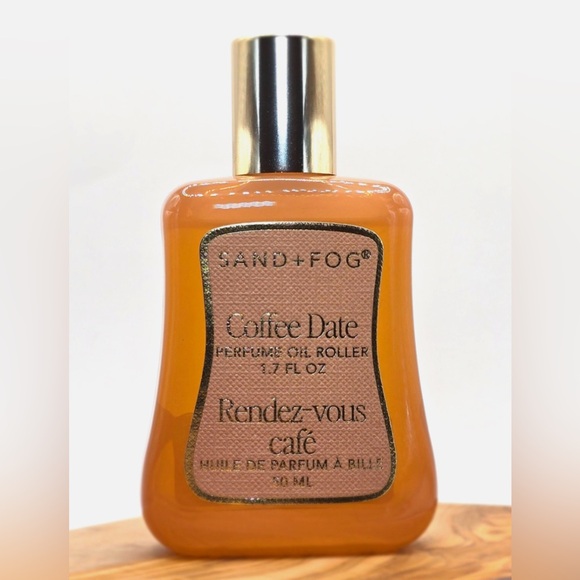 SAND+FOG®
Coffee Date
PERFUME OIL ROLLER
1.7 FL OZ
Rendez-vous
café
HUILE DE PARFUM À BILLE
50 ML